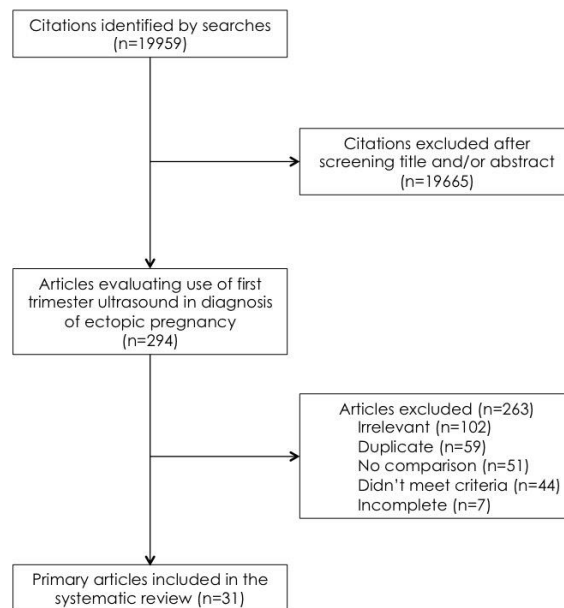 Citations identified by searches
(n=19959)
Citations excluded after
screening title and/or abstract
(n=19665)
Articles evaluating use of first
trimester ultrasound in diagnosis
of ectopic pregnancy
(n=294)
Articles excluded (n=263)
Irrelevant (n=102)
Duplicate (n=59)
No comparison (n=51)
Didn't meet criteria (n=44)
Incomplete (n=7)
Primary articles included in the
systematic review (n=31)